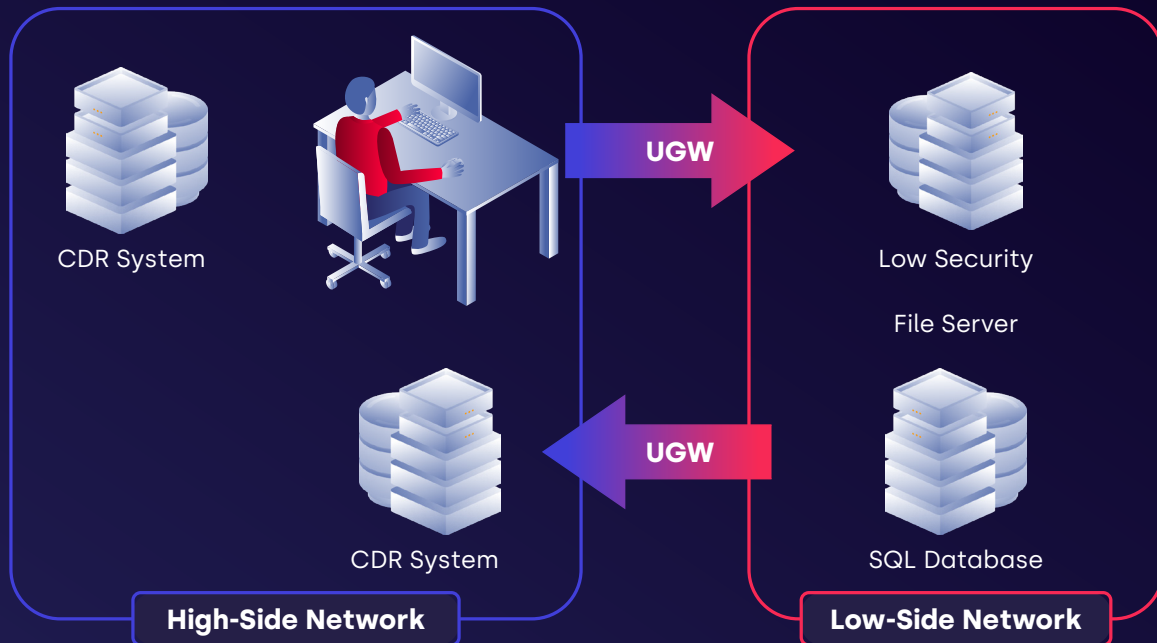 UGW
CDR System
Low Security
File Server
UGW
CDR System
SQL Database
High-Side Network
Low-Side Network